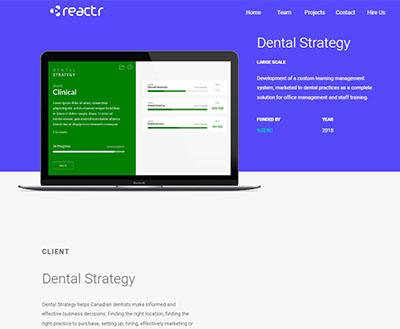 reactr
Home Team Projects Contact Hire Us
Dental Strategy
LARGE SCALE
Development of a custom learning management
system, marketed to dental practices as a complete
solution for office management and staff training.
FUNDED BY YEAR
2018
DENTAL
STRATEGY
Clinical
In Progress
CLIENT
Dental Strategy
Dental Strategy helps Canadian dentists make informed and
effective business decisions. Finding the right location, finding the
right practice to purchase, setting up, hiring, effectively marketing or